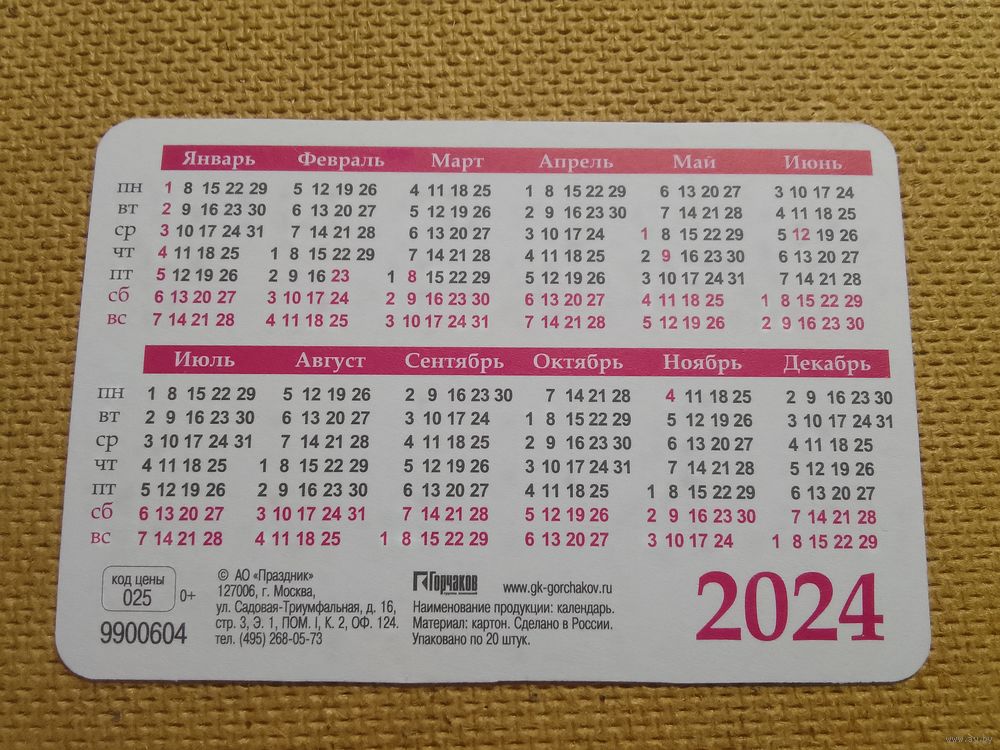 Январь Февраль Март Апрель Май Июнь
пн 1 8 15 22 29 5 12 19 26 4 11 18 25 1 8 15 22 29 6 13 20 27 3 10 17 24
вт 2 9 16 23 30 6 13 20 27 5 12 19 26 2 9 16 23 30 7 14 21 28 4 11 18 25
ср 3 10 17 24 31 7 14 21 28 6 13 20 27 3 10 17 24 1 8 15 22 29 5 12 19 26
чт 4 11 18 25 1 8 15 22 29 7 14 21 28 4 11 18 25 2 9 16 23 30 6 13 20 27
пт 5 12 19 26 2 9 16 23 1 8 15 22 29 5 12 19 26 3 10 17 24 31 7 14 21 28
сб 6 13 20 27 3 10 17 24 2 9 16 23 30 6 13 20 27 4 11 18 25 1 8 15 22 29
вс 7 14 21 28 4 11 18 25 3 10 17 24 31 7 14 21 28 5 12 19 26 2 9 16 23 30
Июль Август Сентябрь Октябрь Ноябрь Декабрь
пн 1 8 15 22 29 5 12 19 26 2 9 16 23 30 7 14 21 28 4 11 18 25 2 9 16 23 30
вт 2 9 16 23 30 6 13 20 27 3 10 17 24 1 8 15 22 29 5 12 19 26 3 10 17 24 31
ср 3 10 17 24 31 7 14 21 28 4 11 18 25 2 9 16 23 30 6 13 20 27 4 11 18 25
чт 4 11 18 25 1 8 15 22 29 5 12 19 26 3 10 17 24 31 7 14 21 28 5 12 19 26
пт 5 12 19 26 2 9 16 23 30 6 13 20 27 4 11 18 25 1 8 15 22 29 6 13 20 27
сб 6 13 20 27 3 10 17 24 31 7 14 21 28 5 12 19 26 2 9 16 23 30 7 14 21 28
вс 7 14 21 28 4 11 18 25 1 8 15 22 29 6 13 20 27 3 10 17 24 1 8 15 22 29
код цены
025
0+
9900604
© АО «Праздник»
127006, г. Москва,
ул. Садовая-Триумфальная, д. 16,
стр. 3, Э. 1, ПОМ. I, К. 2, ОФ. 124.
тел. (495) 268-05-73
Горчаков www.gk-gorchakov.ru
Наименование продукции: календарь.
Материал: картон. Сделано в России.
Упаковано по 20 штук.
2024
www.ay.by